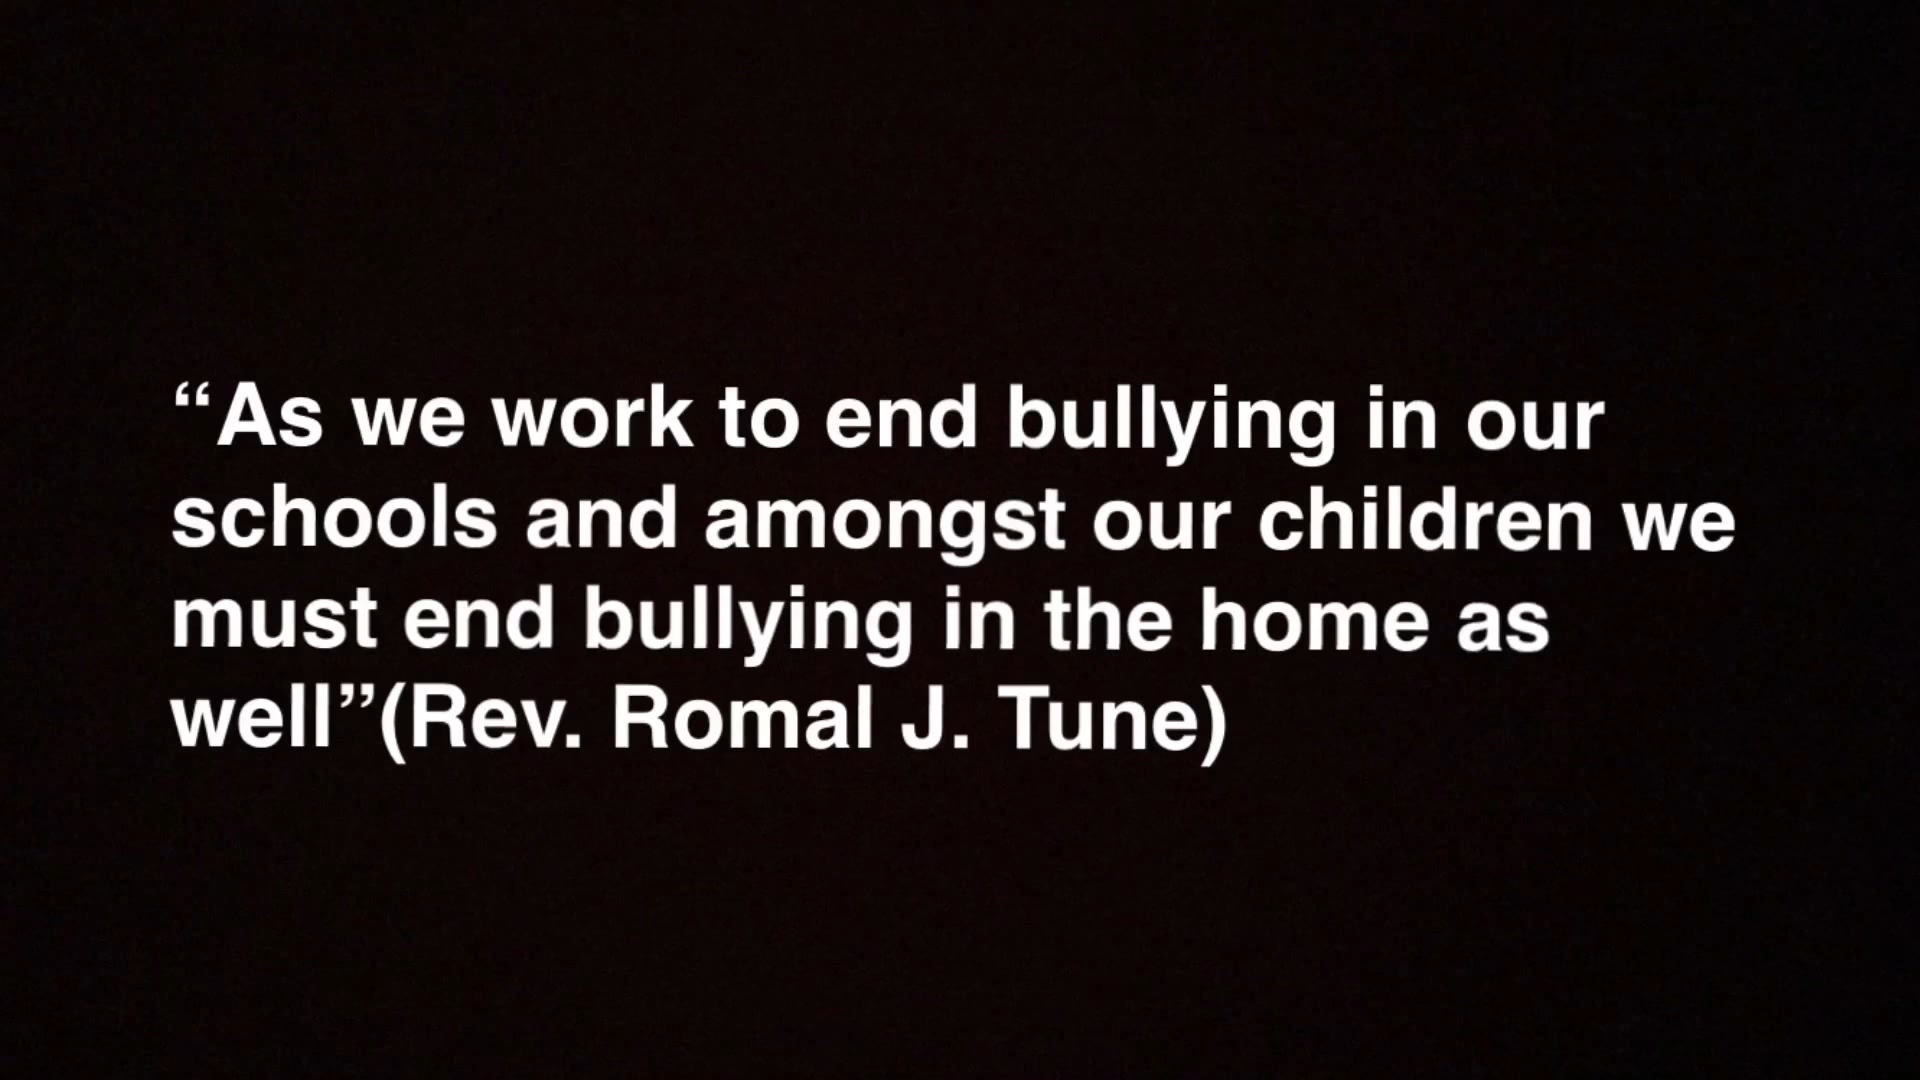 “As we work to end bullying in our
schools and amongst our children we
must end bullying in the home as
well”(Rev. Romal J. Tune)